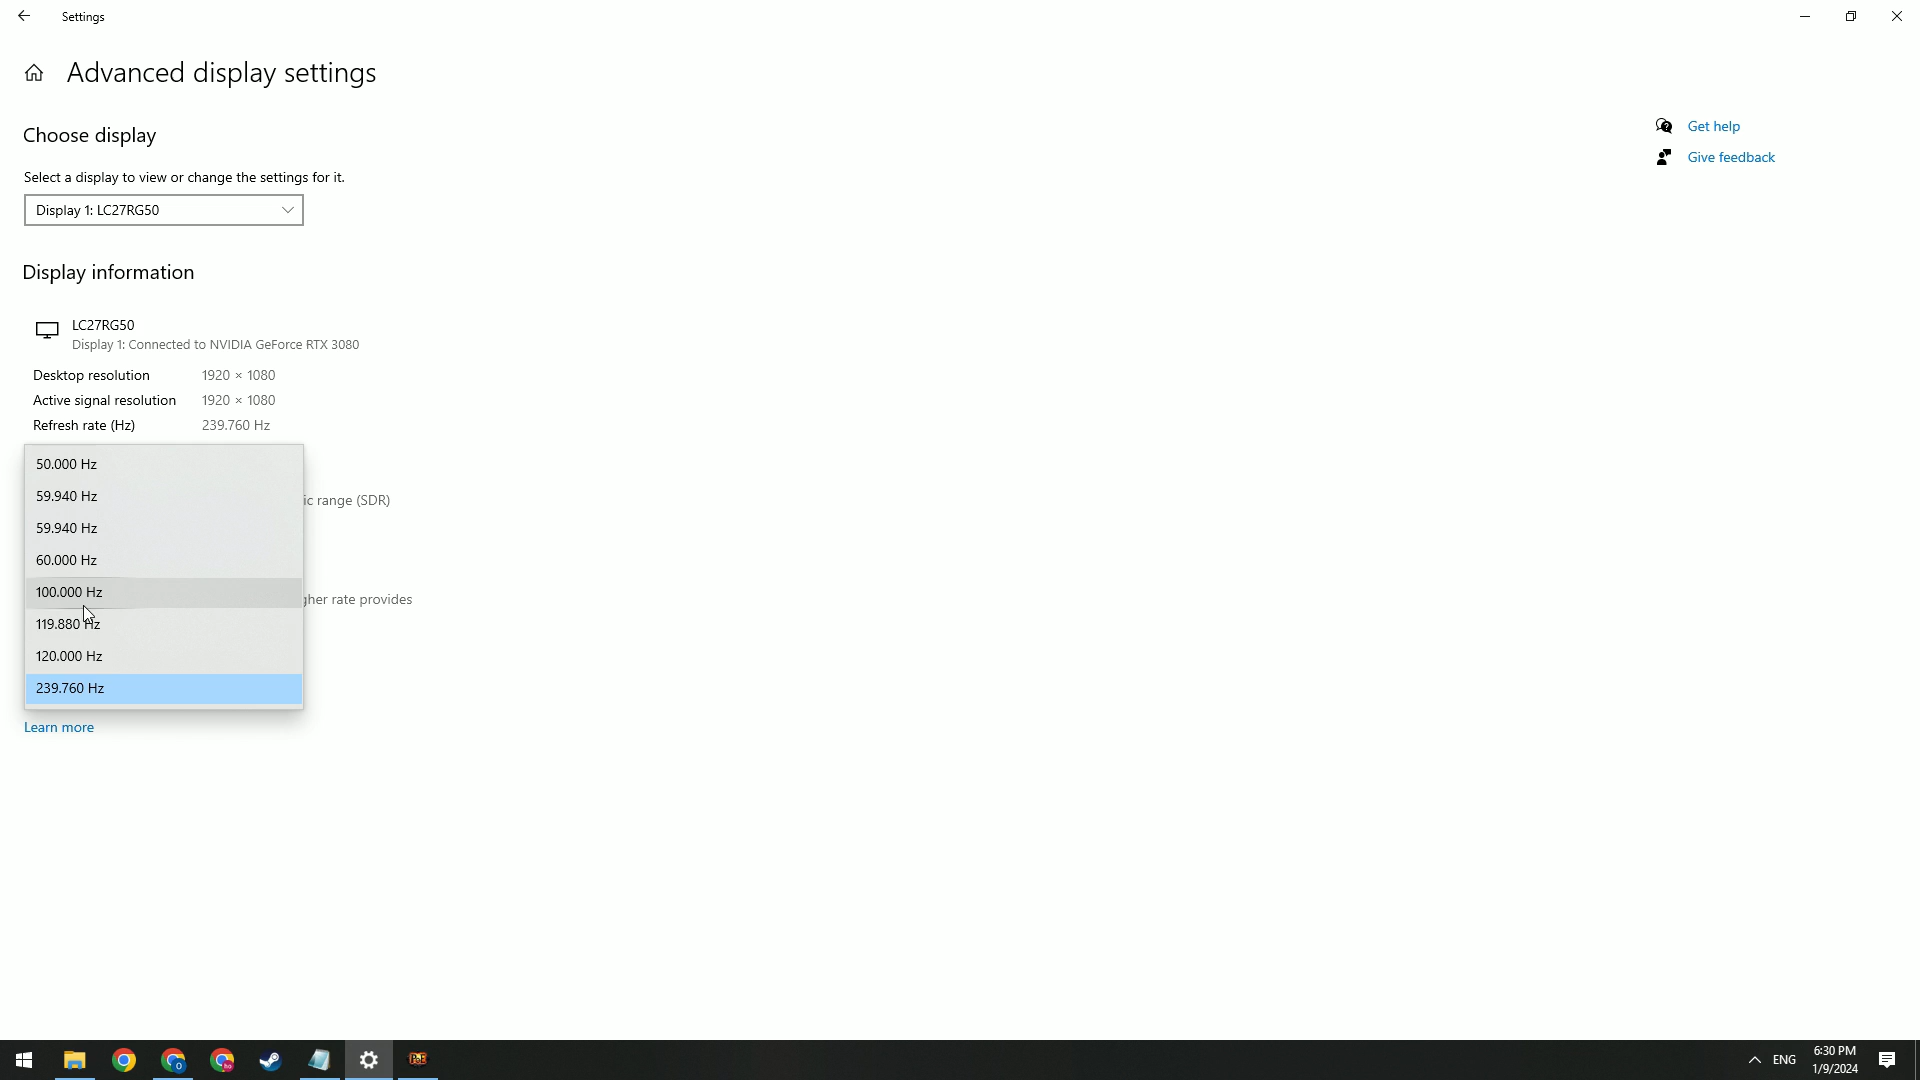 Settings
Advanced display settings
Get help
Give feedback
Choose display
Select a display to view or change the settings for it.
Display 1: LC27RG50
Display information
LC27RG50
Display 1: Connected to NVIDIA GeForce RTX 3080
Desktop resolution 1920 × 1080
Active signal resolution 1920 × 1080
Refresh rate (Hz) 239.760 Hz
50.000 Hz
59.940 Hz
ic range (SDR)
59.940 Hz
60.000 Hz
100.000 Hz
gher rate provides
119.880 Hz
120.000 Hz
239.760 Hz
Learn more
ENG
6:30 PM
1/9/2024
PoE